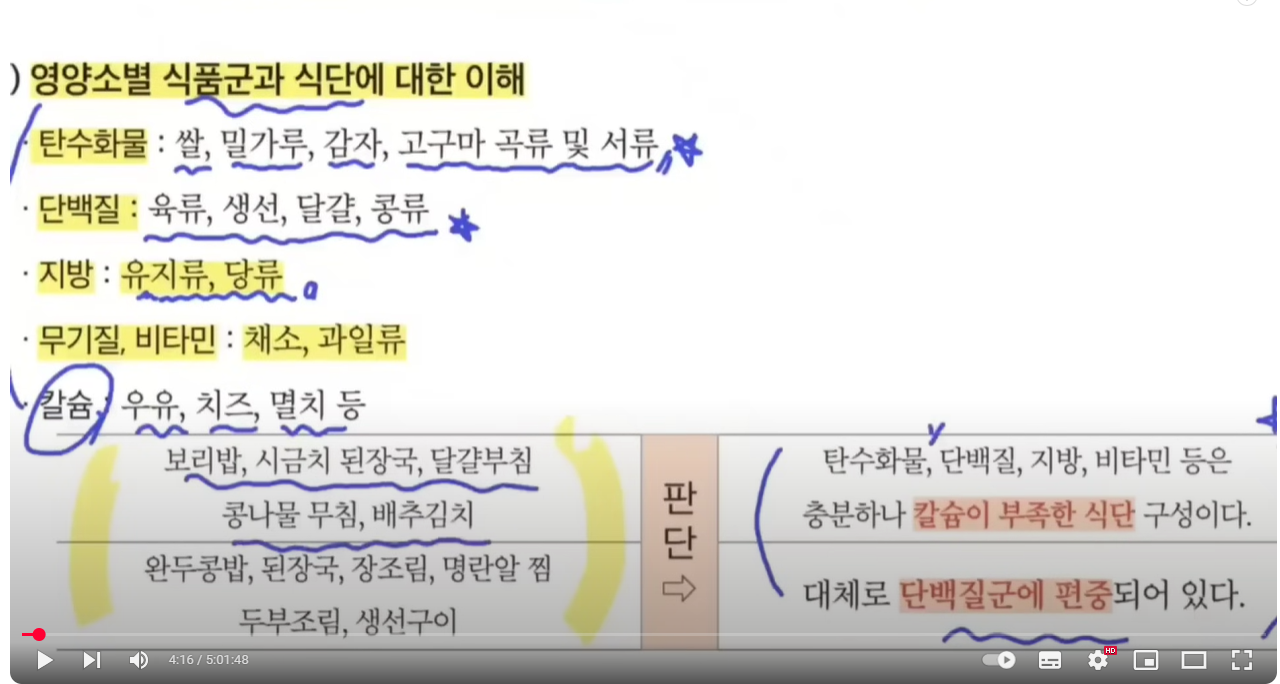 ) 영양소별 식품군과 식단에 대한 이해
· 탄수화물 : 쌀, 밀가루, 감자, 고구마 곡류 및 서류
· 단백질 : 육류, 생선, 달걀, 콩류
· 지방 : 유지류, 당류
· 무기질, 비타민 : 채소, 과일류
· 칼슘 : 우유, 치즈, 멸치 등
보리밥, 시금치 된장국, 달걀부침
콩나물 무침, 배추김치
완두콩밥, 된장국, 장조림, 명란알 찜
두부조림, 생선구이
판
단
⇨
탄수화물, 단백질, 지방, 비타민 등은
충분하나 칼슘이 부족한 식단 구성이다.
대체로 단백질군에 편중되어 있다.
4:16 / 5:01:48
HD